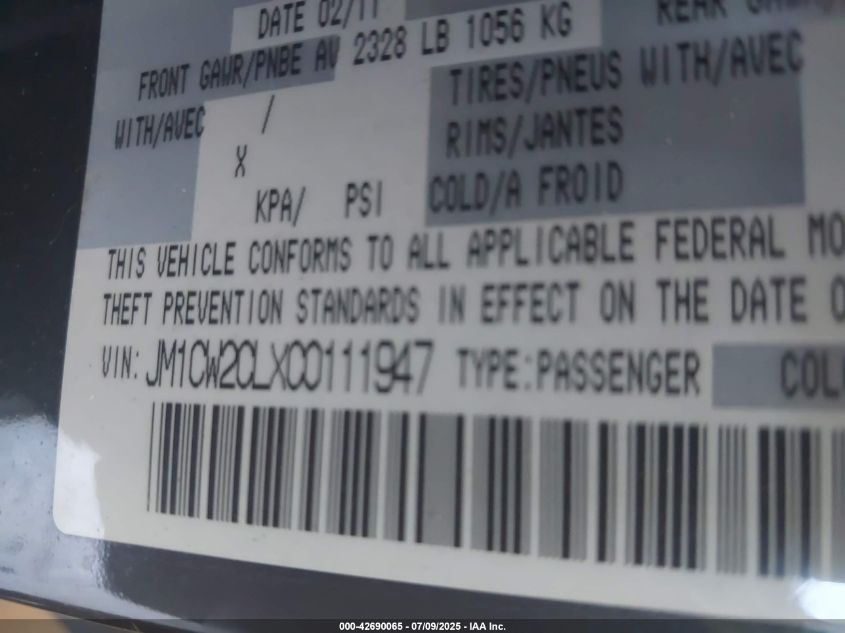 DATE 02/11
REAR GAWR/
FRONT GAWR/PNBE AV 2328 LB 1056 KG
TIRES/PNEUS WITH/AVEC
WITH/AVEC /
RIMS/JANTES
X
KPA/ PSI COLD/A FROID
THIS VEHICLE CONFORMS TO ALL APPLICABLE FEDERAL MO
THEFT PREVENTION STANDARDS IN EFFECT ON THE DATE O
VIN: JM1CW2CLXC0111947 TYPE:PASSENGER COL
000-42690065 - 07/09/2025 - IAA Inc.